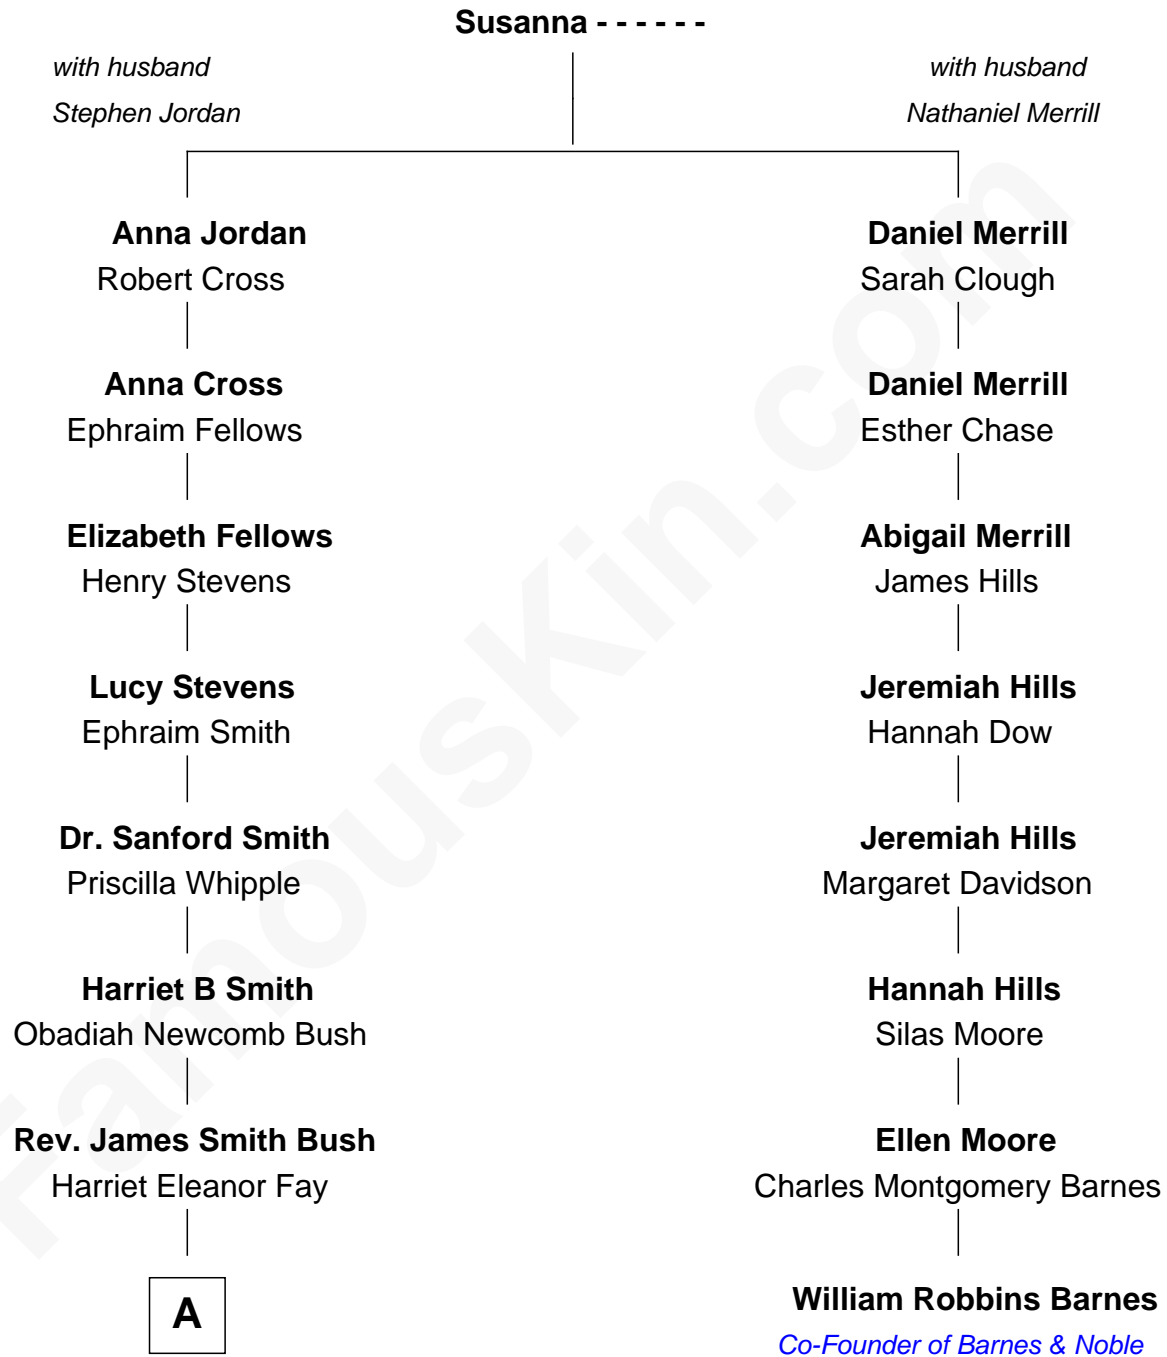 Susanna - - - - - -
with husband
Stephen Jordan
with husband
Nathaniel Merrill
Anna Jordan
Robert Cross
Daniel Merrill
Sarah Clough
Anna Cross
Ephraim Fellows
Daniel Merrill
Esther Chase
Elizabeth Fellows
Henry Stevens
Abigail Merrill
James Hills
Lucy Stevens
Ephraim Smith
Jeremiah Hills
Hannah Dow
Dr. Sanford Smith
Priscilla Whipple
Jeremiah Hills
Margaret Davidson
Harriet B Smith
Obadiah Newcomb Bush
Hannah Hills
Silas Moore
Rev. James Smith Bush
Harriet Eleanor Fay
Ellen Moore
Charles Montgomery Barnes
A
William Robbins Barnes
Co-Founder of Barnes & Noble
FamousKin.com